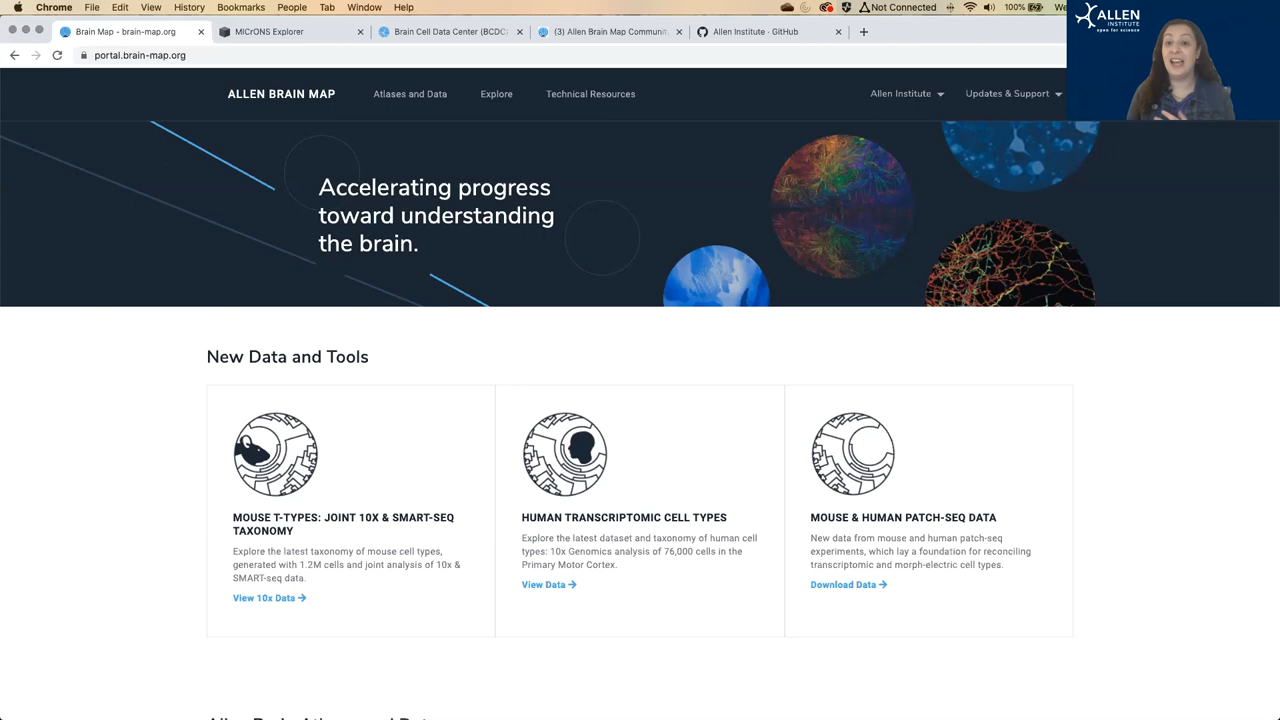 Chrome File Edit View History Bookmarks People Tab Window Help Not Connected 100% We
ALLEN
INSTITUTE
open for science
Brain Map - brain-map.org
MICrONS Explorer
Brain Cell Data Center (BCDC
(3) Allen Brain Map Communit
Allen Institute · GitHub
portal.brain-map.org
ALLEN BRAIN MAP Atlases and Data Explore Technical Resources Allen Institute Updates & Support
Accelerating progress
toward understanding
the brain.
New Data and Tools
MOUSE T-TYPES: JOINT 10X & SMART-SEQ
TAXONOMY
Explore the latest taxonomy of mouse cell types,
generated with 1.2M cells and joint analysis of 10x &
SMART-seq data.
View 10x Data →
HUMAN TRANSCRIPTOMIC CELL TYPES
Explore the latest dataset and taxonomy of human cell
types: 10x Genomics analysis of 76,000 cells in the
Primary Motor Cortex.
View Data →
MOUSE & HUMAN PATCH-SEQ DATA
New data from mouse and human patch-seq
experiments, which lay a foundation for reconciling
transcriptomic and morph-electric cell types.
Download Data →